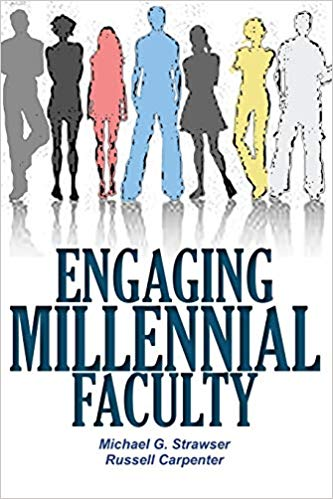 ENGAGING
MILLENNIAL
FACULTY
Michael G. Strawser
Russell Carpenter